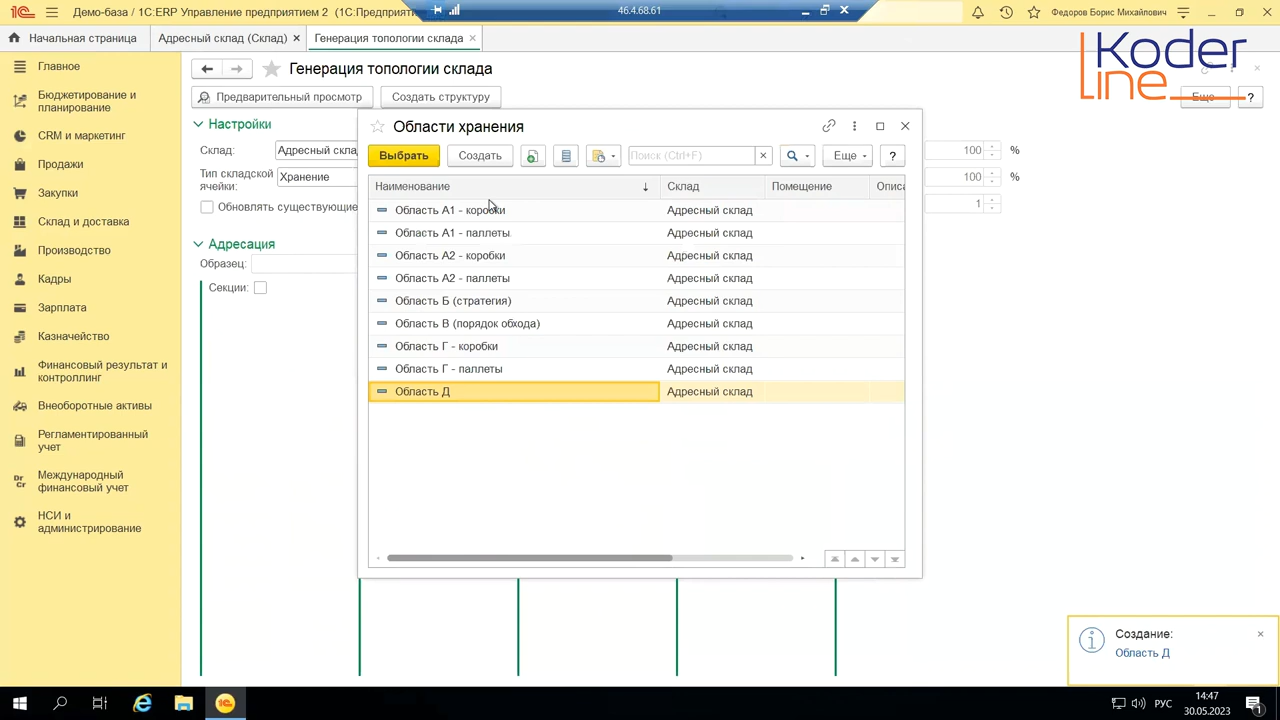 Демо-база / 1С:ERP Управление предприятием 2 (1С:Предприяти
46.4.68.61
Федоров Борис Михайлович
Начальная страница
Адресный склад (Склад)
Генерация топологии склада
Koder
line
Главное
Бюджетирование и
планирование
CRM и маркетинг
Продажи
Закупки
Склад и доставка
Производство
Кадры
Зарплата
Казначейство
Финансовый результат и
контроллинг
Внеоборотные активы
Регламентированный
учет
Международный
финансовый учет
НСИ и
администрирование
Генерация топологии склада
Предварительный просмотр
Создать структуру
Еще
?
Настройки
Склад:
Адресный скла
Тип складской
ячейки:
Хранение
Обновлять существующие
Адресация
Образец:
Секции:
100
%
100
%
1
Области хранения
Выбрать
Создать
Поиск (Ctrl+F)
Еще
?
Наименование
Склад
Помещение
Описа
Область А1 - коробки
Адресный склад
Область А1 - паллеты
Адресный склад
Область А2 - коробки
Адресный склад
Область А2 - паллеты
Адресный склад
Область Б (стратегия)
Адресный склад
Область В (порядок обхода)
Адресный склад
Область Г - коробки
Адресный склад
Область Г - паллеты
Адресный склад
Область Д
Адресный склад
Создание:
Область Д
РУС
14:47
30.05.2023
1